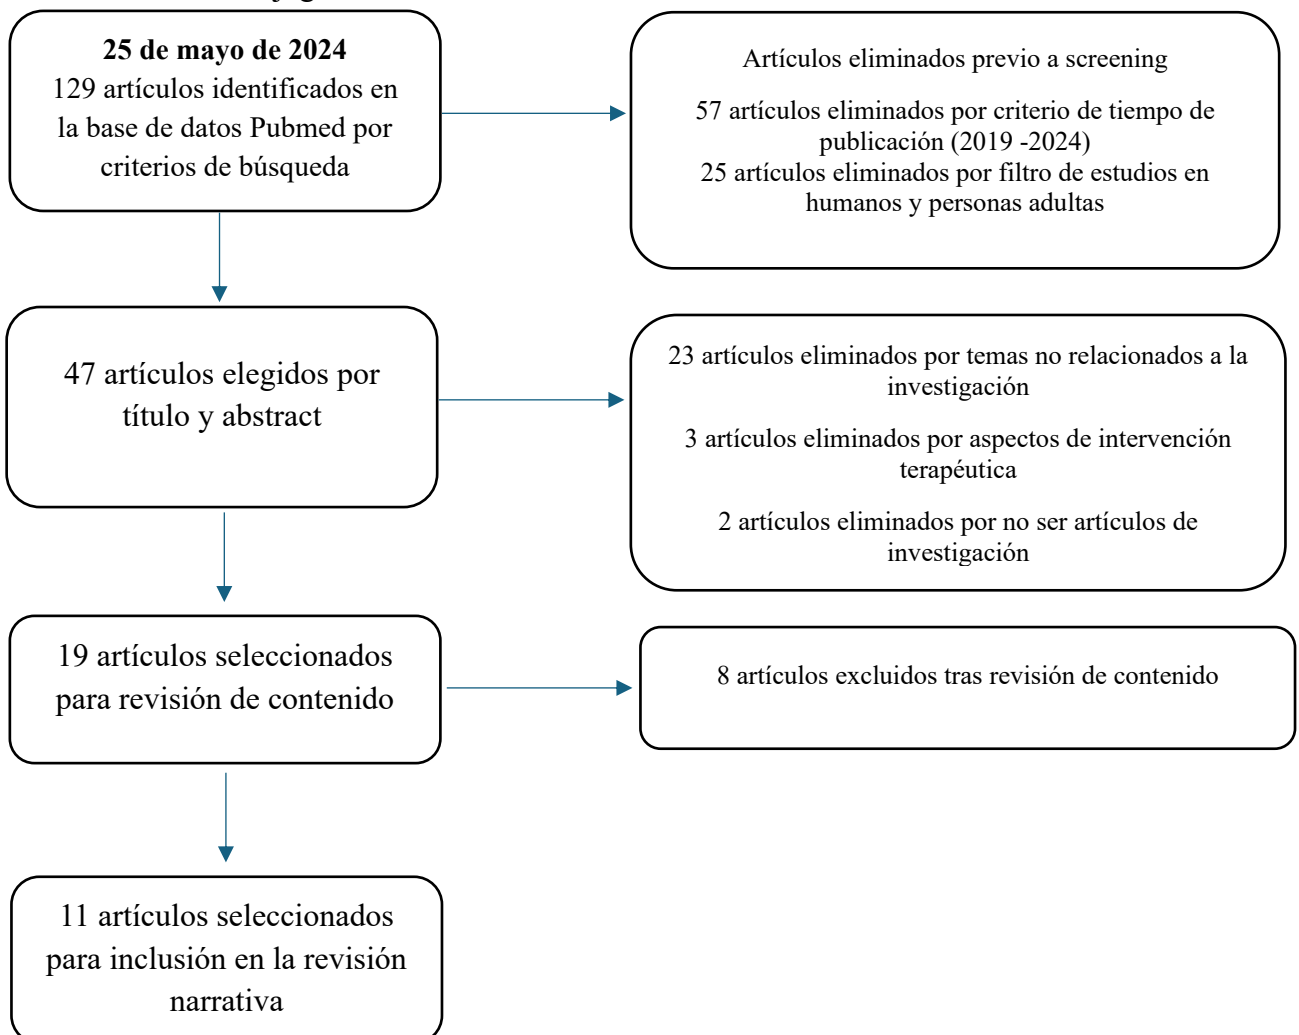 25 de mayo de 2024
129 artículos identificados en
la base de datos Pubmed por
criterios de búsqueda
Artículos eliminados previo a screening
57 artículos eliminados por criterio de tiempo de
publicación (2019 -2024)
25 artículos eliminados por filtro de estudios en
humanos y personas adultas
47 artículos elegidos por
título y abstract
23 artículos eliminados por temas no relacionados a la
investigación
3 artículos eliminados por aspectos de intervención
terapéutica
2 artículos eliminados por no ser artículos de
investigación
19 artículos seleccionados
para revisión de contenido
8 artículos excluidos tras revisión de contenido
11 artículos seleccionados
para inclusión en la revisión
narrativa